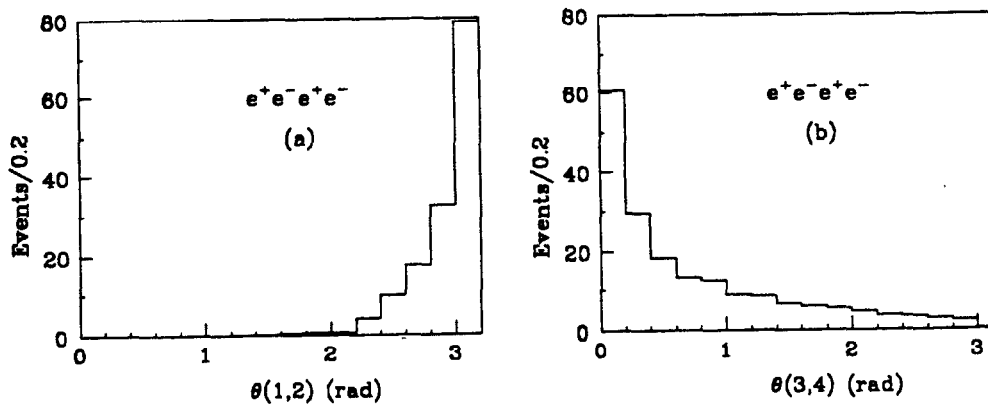 80
60
40
20
0
Events/0.2
e⁺e⁻e⁺e⁻
(a)
0 1 2 3
θ(1,2) (rad)
80
60
40
20
0
Events/0.2
e⁺e⁻e⁺e⁻
(b)
0 1 2 3
θ(3,4) (rad)